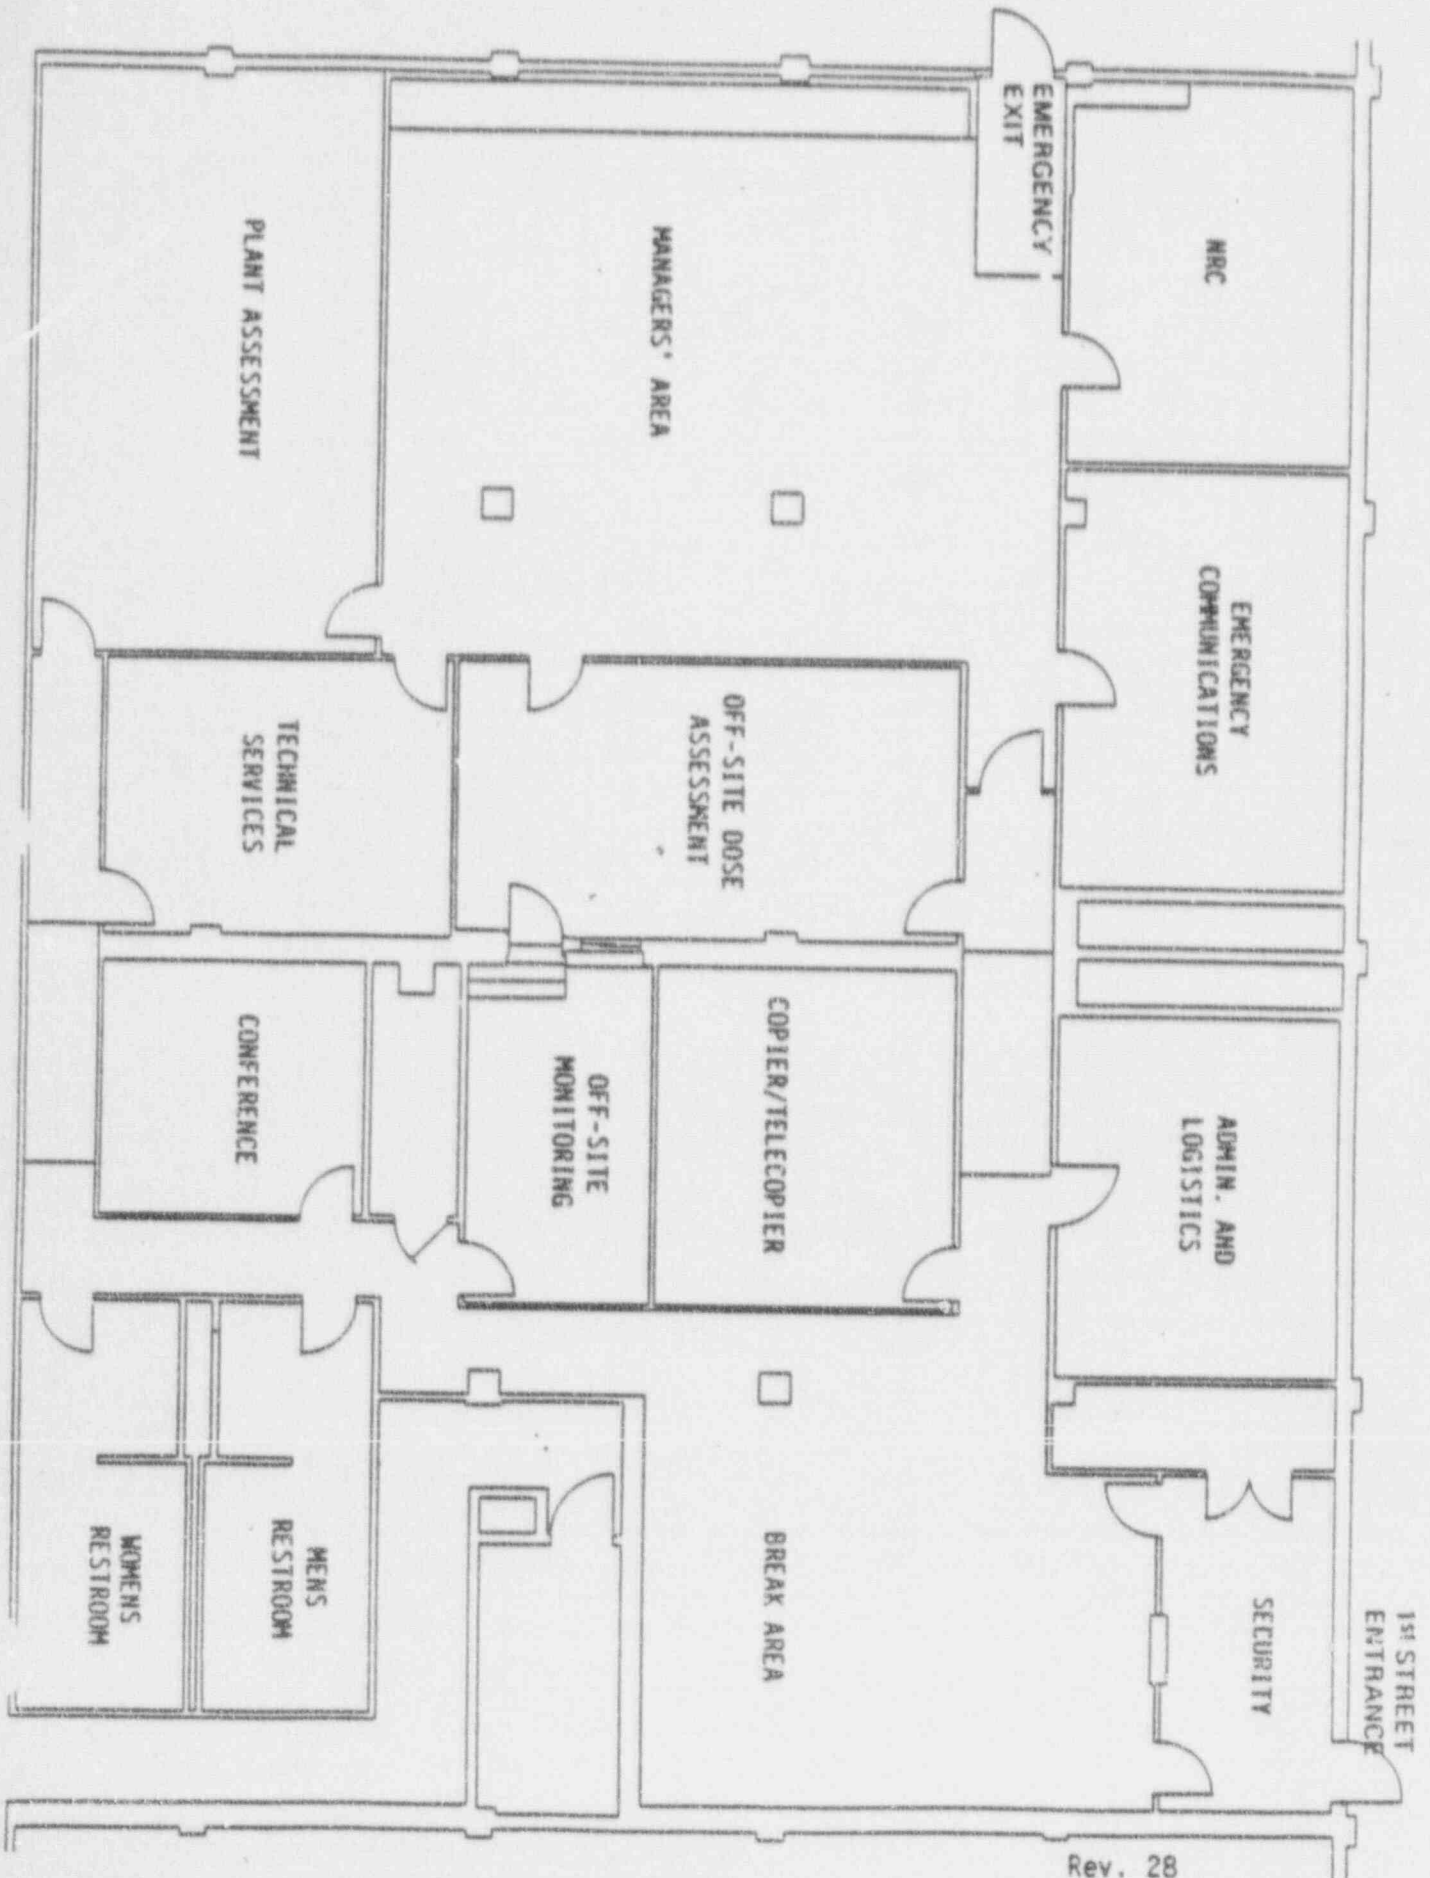 1st STREET
ENTRANCE
NRC
EMERGENCY
COMMUNICATIONS
ADMIN. AND
LOGISTICS
SECURITY
EMERGENCY
EXIT
MANAGERS' AREA
OFF-SITE DOSE
ASSESSMENT
COPIER/TELECOPIER
BREAK AREA
OFF-SITE
MONITORING
PLANT ASSESSMENT
TECHNICAL
SERVICES
CONFERENCE
MENS
RESTROOM
WOMENS
RESTROOM
Rev. 28